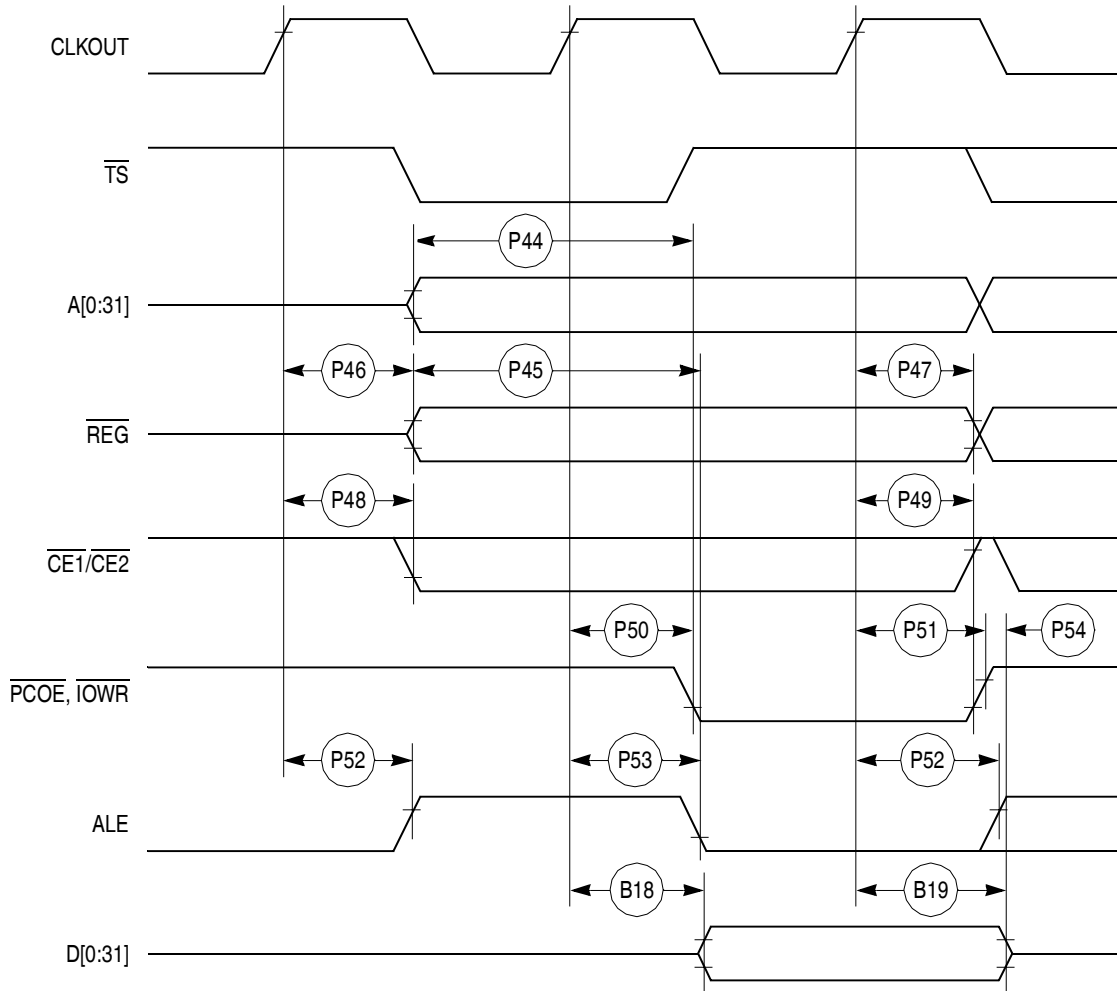 CLKOUT
TS
P44
A[0:31]
P46 P45 P47
REG
P48 P49
CE1/CE2
P50 P51 P54
PCOE, IOWR
P52 P53 P52
ALE
B18 B19
D[0:31]